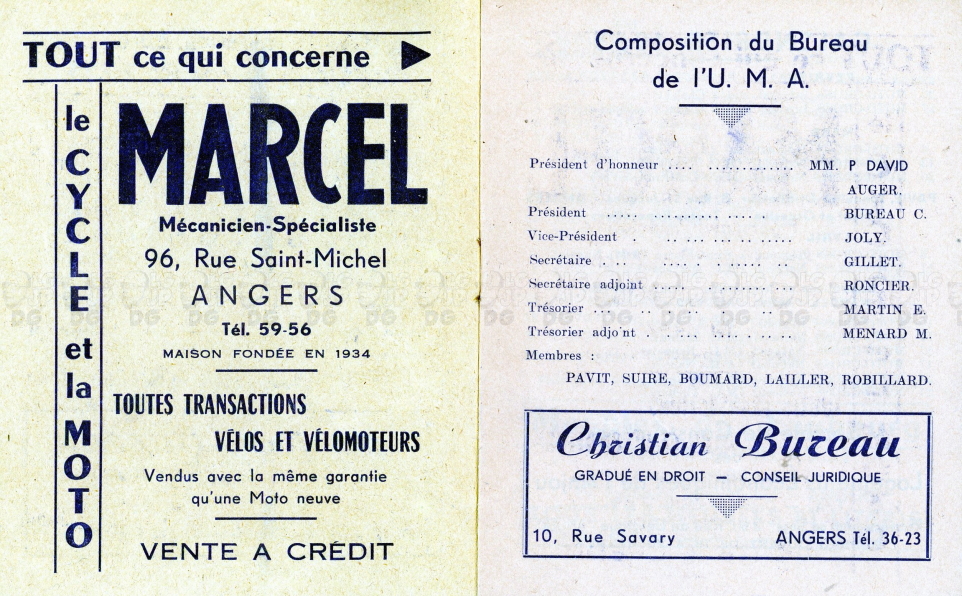 TOUT ce qui concerne
le CYCLE et la MOTO
MARCEL
Mécanicien-Spécialiste
96, Rue Saint-Michel
ANGERS
Tél. 59-56
MAISON FONDÉE EN 1934
TOUTES TRANSACTIONS
VÉLOS ET VÉLOMOTEURS
Vendus avec la même garantie
qu'une Moto neuve
VENTE A CRÉDIT
Composition du Bureau
de l'U. M. A.
Président d'honneur .... .. ......... MM. P DAVID
AUGER.
Président ..... ........... .... ..... BUREAU C.
Vice-Président . .. ... .. .. ..... JOLY.
Secrétaire . .. .... .. ... . ..... GILLET.
Secrétaire adjoint .... ... .... ..... RONCIER.
Trésorier ... .. ........ .... .. ... MARTIN E.
Trésorier adjo nt .... ... .... . .. . MENARD M.
Membres :
PAVIT, SUIRE, BOUMARD, LAILLER, ROBILLARD.
Christian Bureau
GRADUÉ EN DROIT — CONSEIL JURIDIQUE
10, Rue Savary ANGERS Tél. 36-23